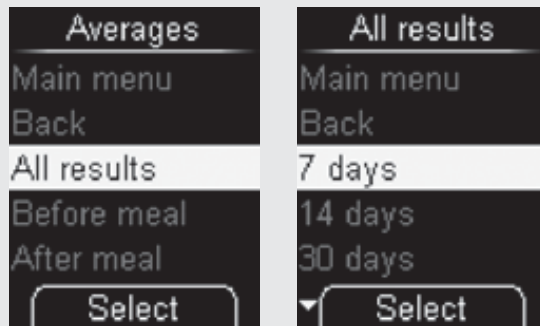 Averages
Main menu
Back
All results
Before meal
After meal
Select
All results
Main menu
Back
7 days
14 days
30 days
Select